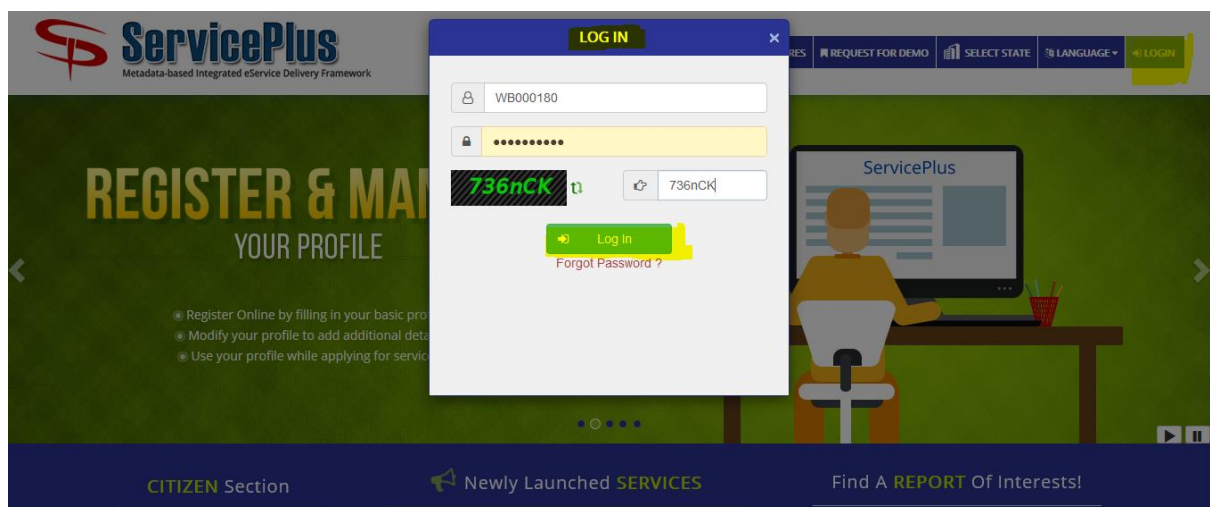 ServicePlus
Metadata-based Integrated eService Delivery Framework
RES REQUEST FOR DEMO SELECT STATE LANGUAGE LOGIN
LOG IN ×
WB000180
••••••••••
736nCK 736nCK
Log In
Forgot Password ?
REGISTER & MA
YOUR PROFILE
Register Online by filling in your basic pro
Modify your profile to add additional deta
Use your profile while applying for servic
ServicePlus
CITIZEN Section
Newly Launched SERVICES
Find A REPORT Of Interests!